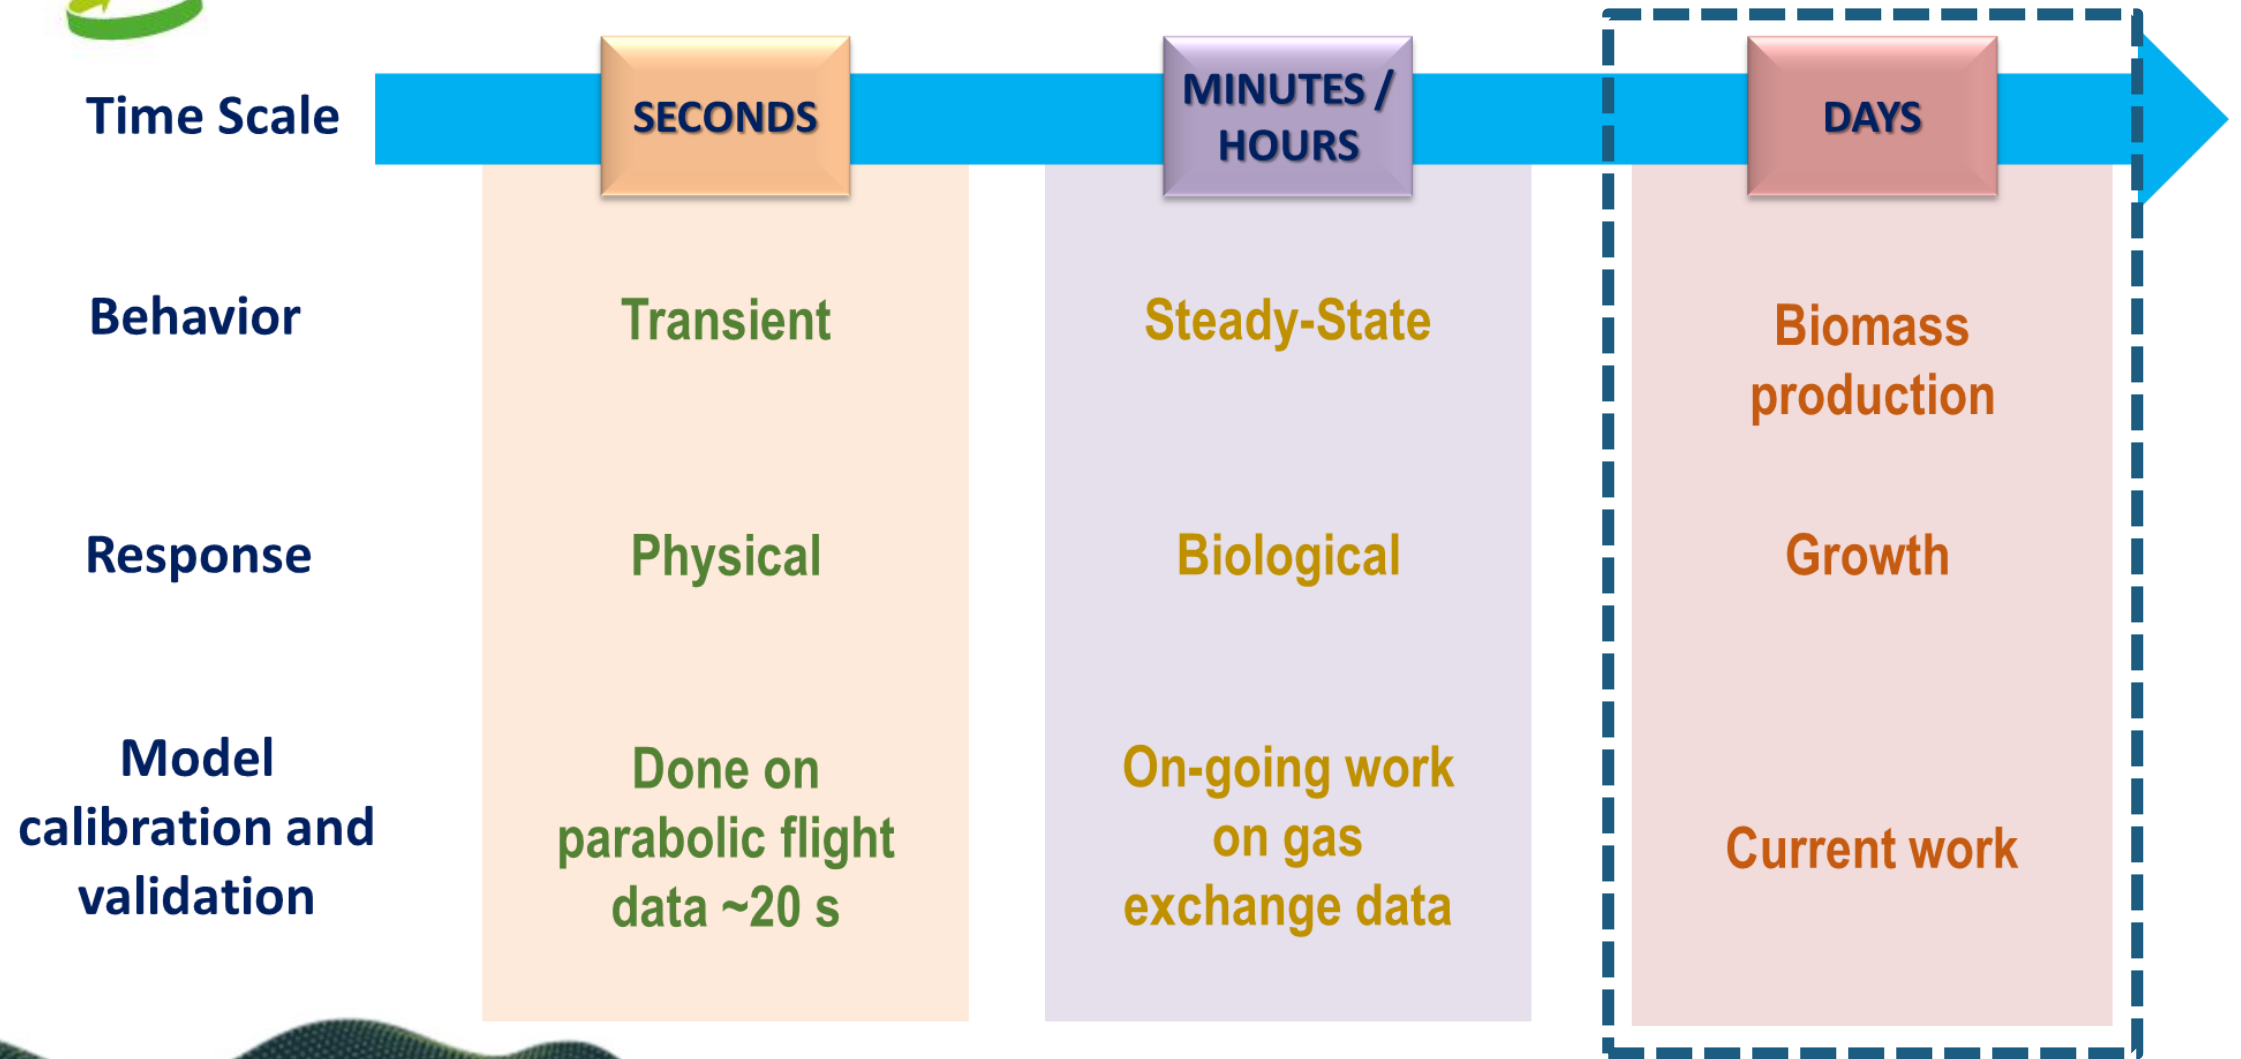 Time Scale
SECONDS
MINUTES /
HOURS
DAYS
Behavior
Transient
Steady-State
Biomass
production
Response
Physical
Biological
Growth
Model
calibration and
validation
Done on
parabolic flight
data ~20 s
On-going work
on gas
exchange data
Current work